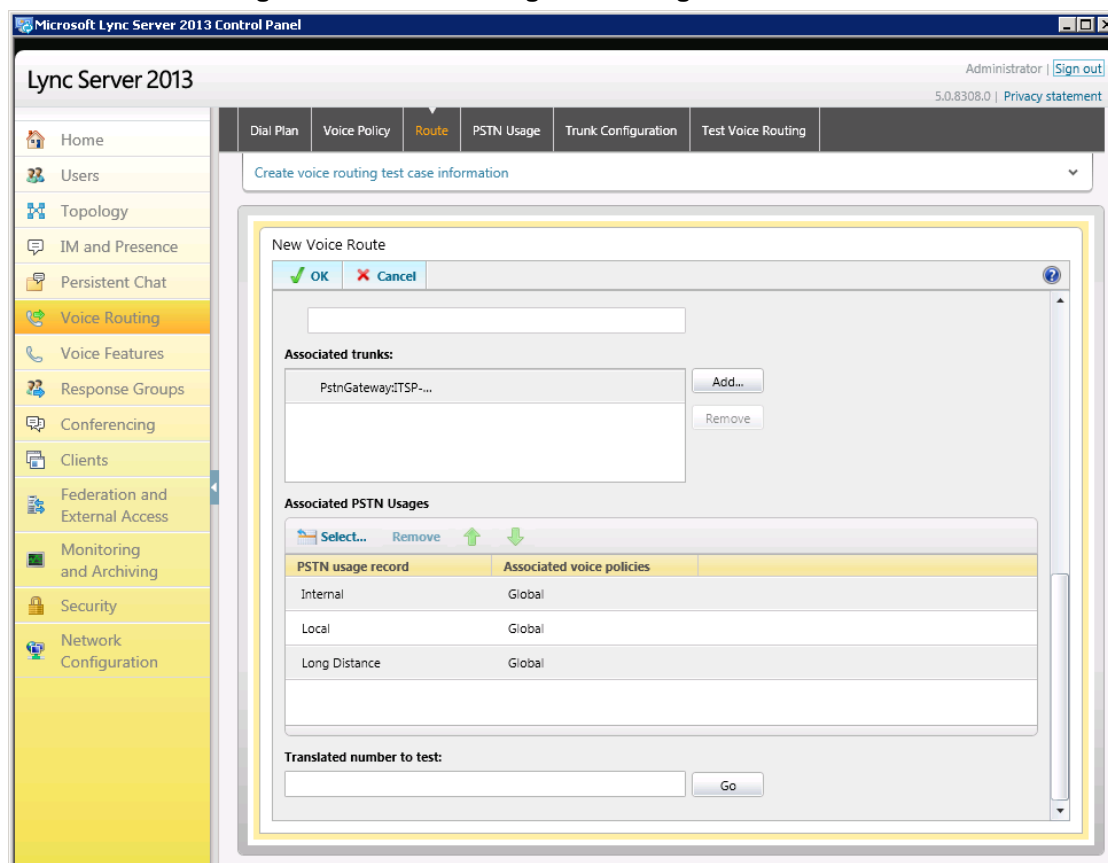 Microsoft Lync Server 2013 Control Panel
Lync Server 2013
Administrator | Sign out
5.0.8308.0 | Privacy statement
Home
Users
Topology
IM and Presence
Persistent Chat
Voice Routing
Voice Features
Response Groups
Conferencing
Clients
Federation and
External Access
Monitoring
and Archiving
Security
Network
Configuration
Dial Plan Voice Policy Route PSTN Usage Trunk Configuration Test Voice Routing
Create voice routing test case information
New Voice Route
OK Cancel
Associated trunks:
PstnGateway:ITSP-...
Add...
Remove
Associated PSTN Usages
Select... Remove
PSTN usage record Associated voice policies
Internal Global
Local Global
Long Distance Global
Translated number to test:
Go